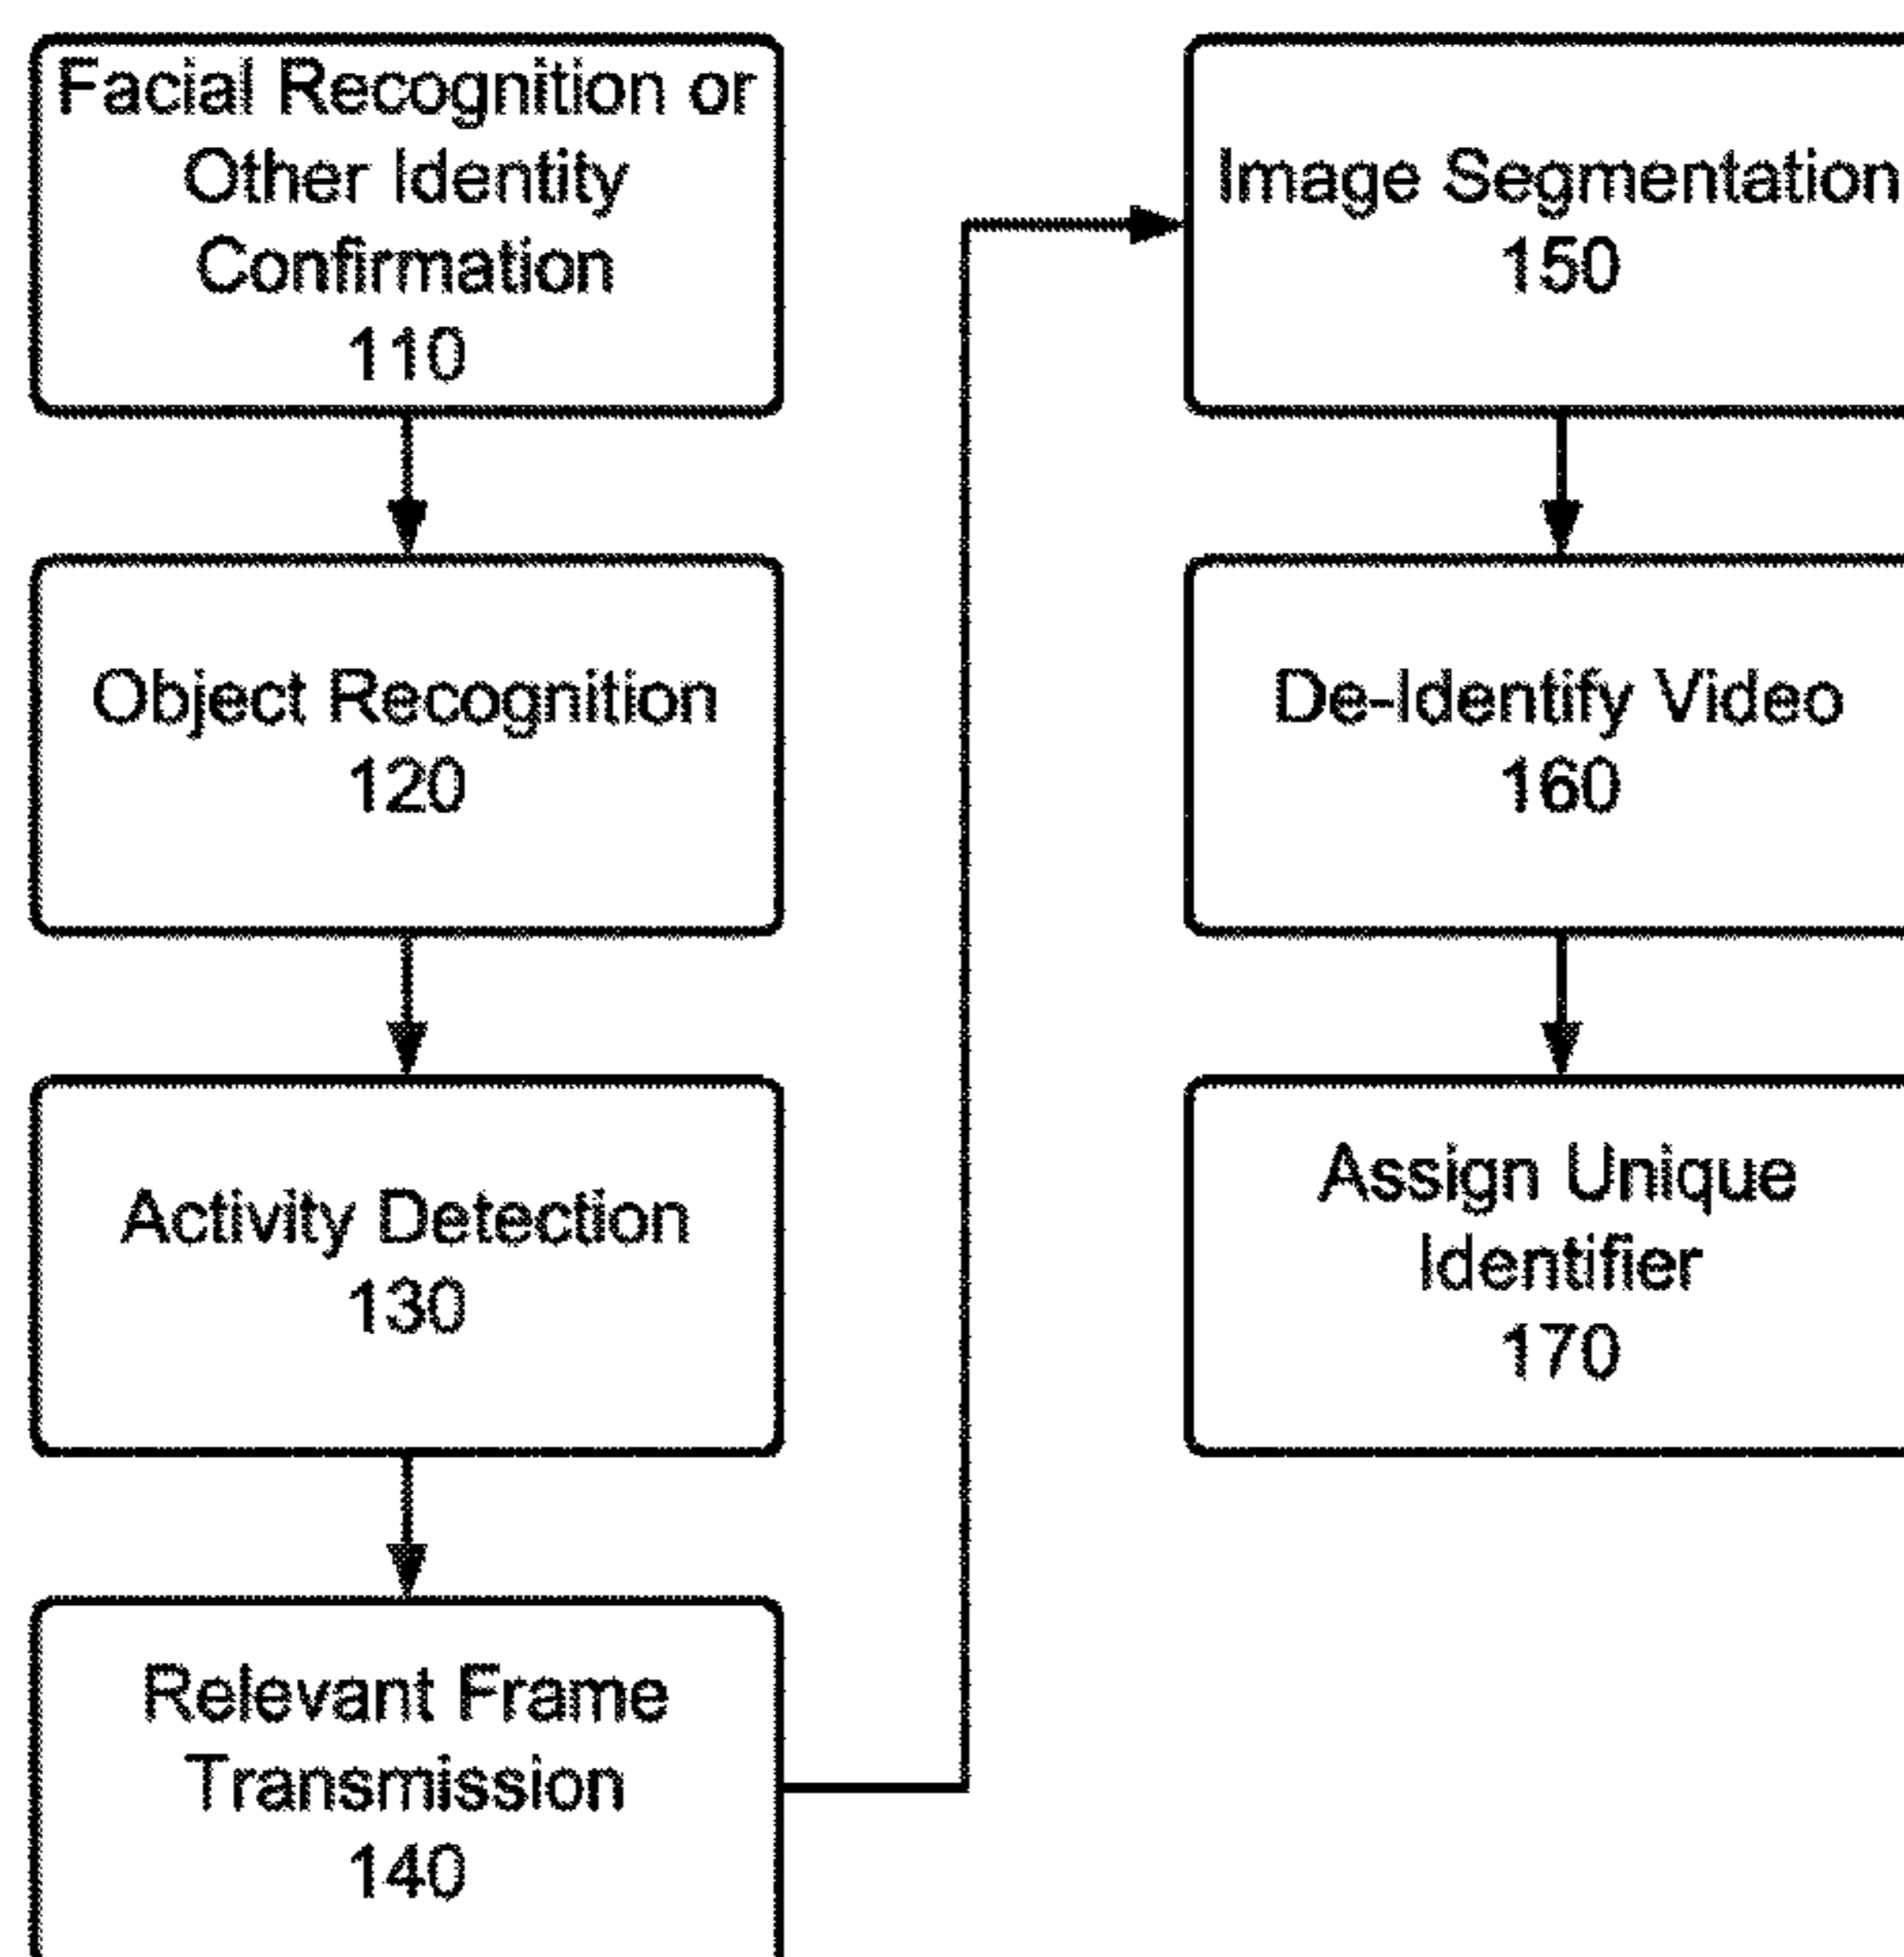 Facial Recognition or
Other Identity
Confirmation
110
Object Recognition
120
Activity Detection
130
Relevant Frame
Transmission
140
Image Segmentation
150
De-Identify Video
160
Assign Unique
Identifier
170